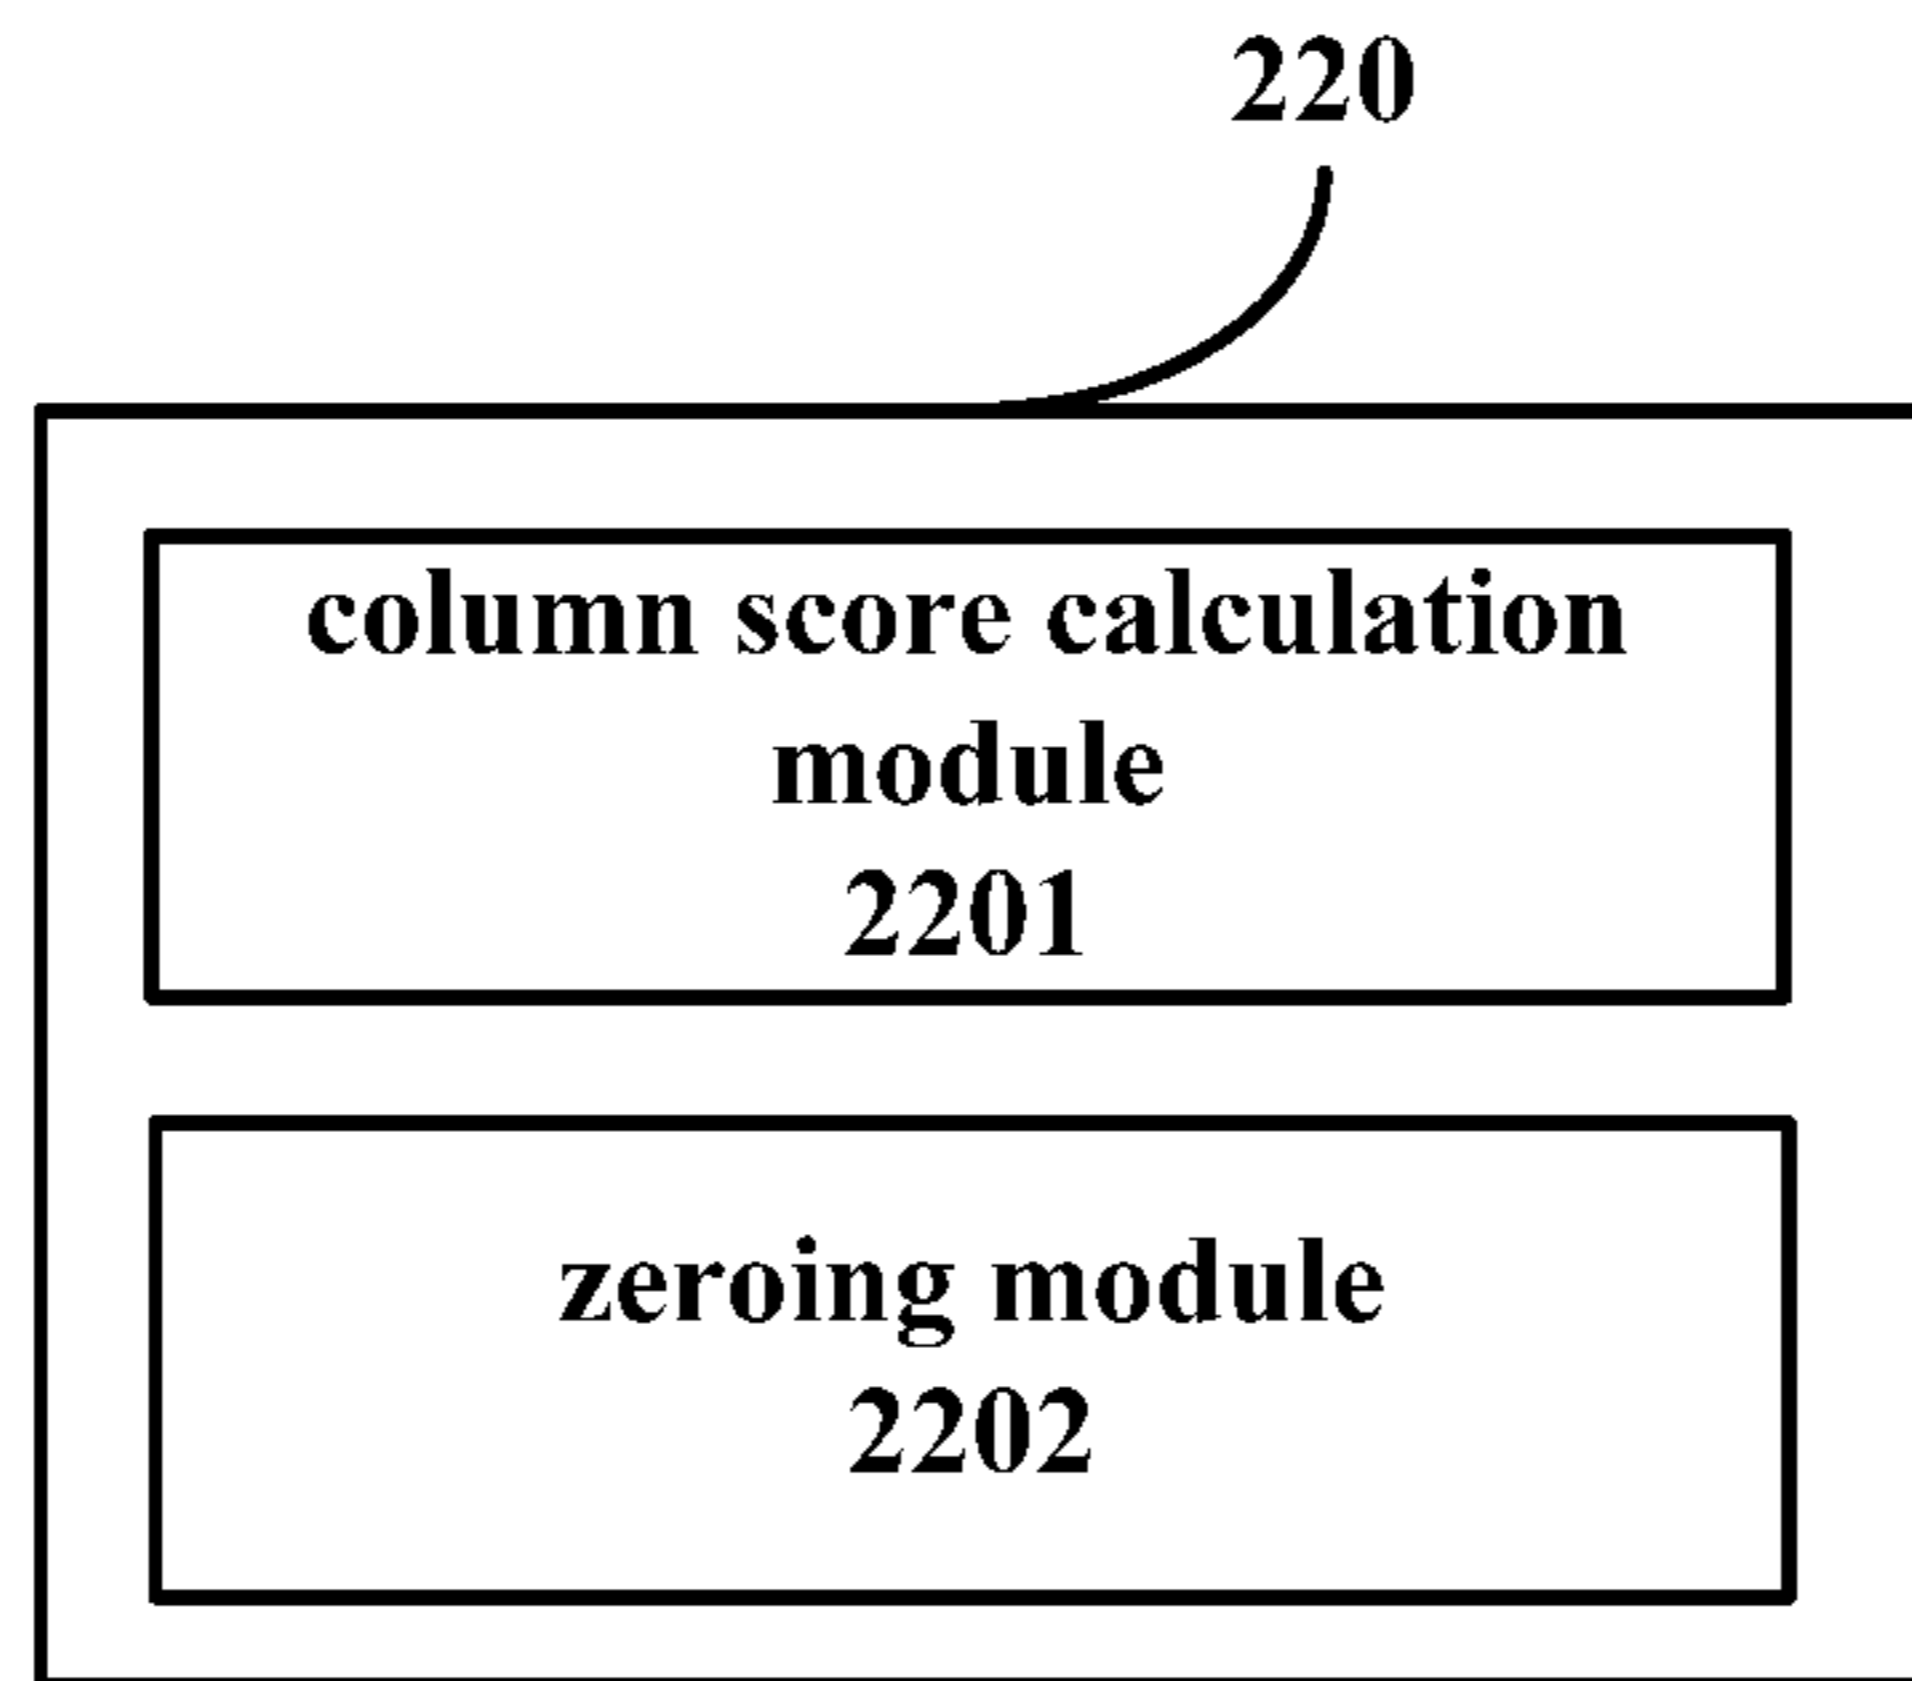 220
column score calculation
module
2201
zeroing module
2202